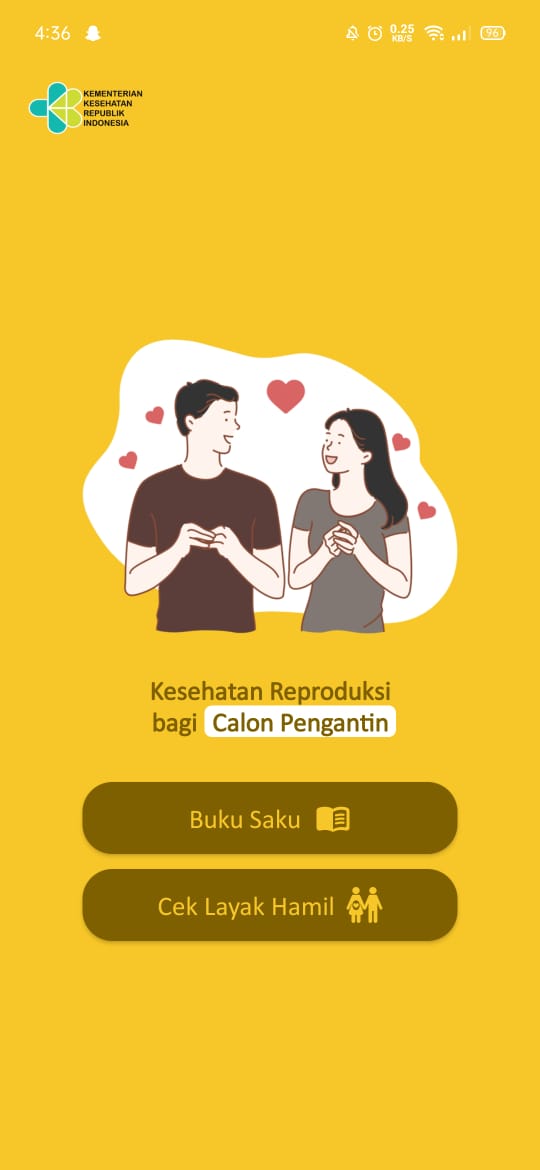 4:36
0.25
KB/S
96
KEMENTERIAN
KESEHATAN
REPUBLIK
INDONESIA
Kesehatan Reproduksi
bagi Calon Pengantin
Buku Saku
Cek Layak Hamil